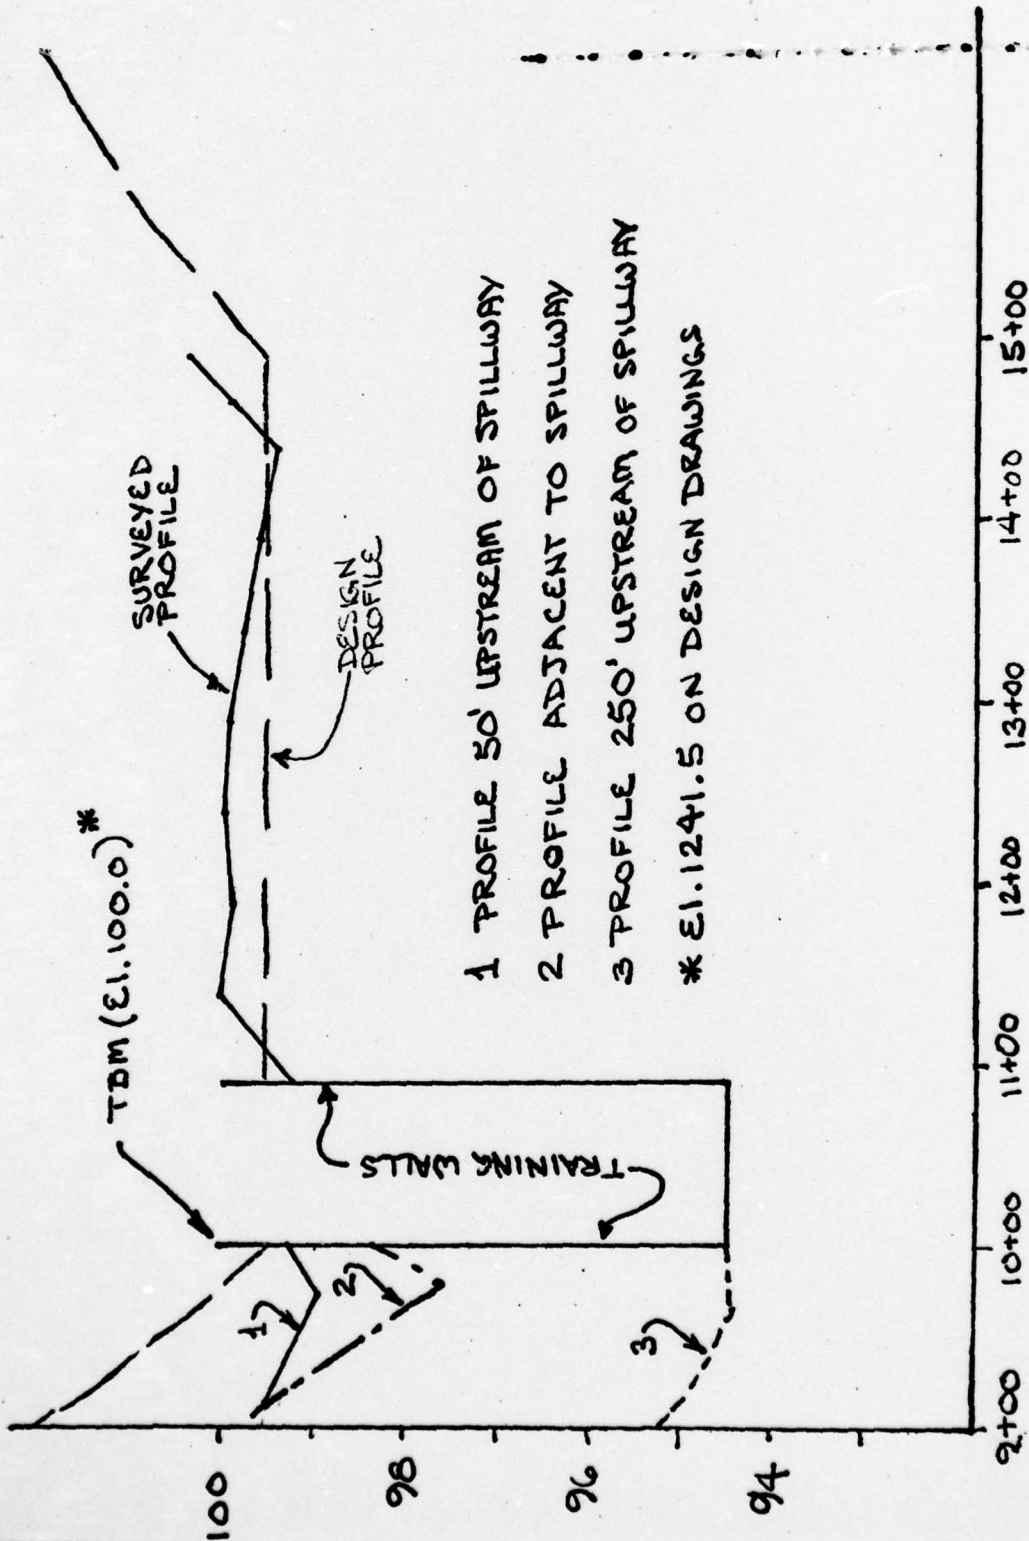 TBM (El. 100.0)*
SURVEYED
PROFILE
DESIGN
PROFILE
TRAINING WALLS
1
2
3
1 PROFILE 50' UPSTREAM OF SPILLWAY
2 PROFILE ADJACENT TO SPILLWAY
3 PROFILE 250' UPSTREAM OF SPILLWAY
* El. 1241.5 ON DESIGN DRAWINGS
100
98
96
94
9+00
10+00
11+00
12+00
13+00
14+00
15+00